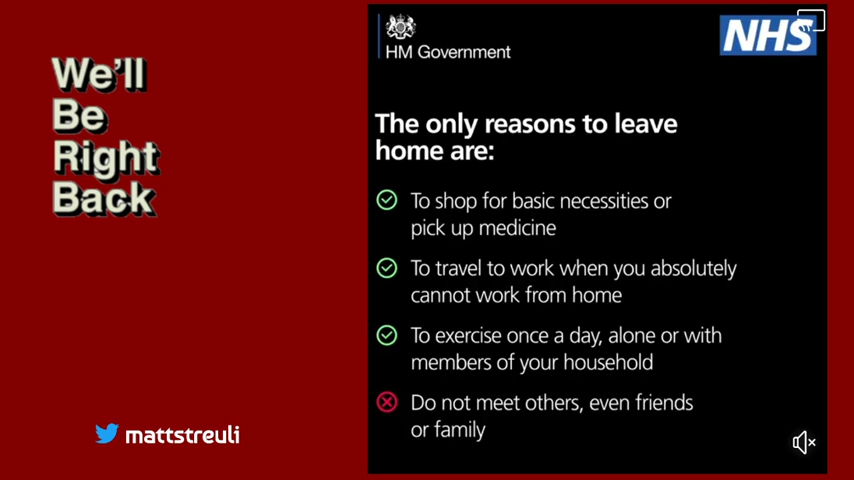 We'll
Be
Right
Back
mattstreuli
HM Government
NHS
The only reasons to leave
home are:
To shop for basic necessities or
pick up medicine
To travel to work when you absolutely
cannot work from home
To exercise once a day, alone or with
members of your household
Do not meet others, even friends
or family